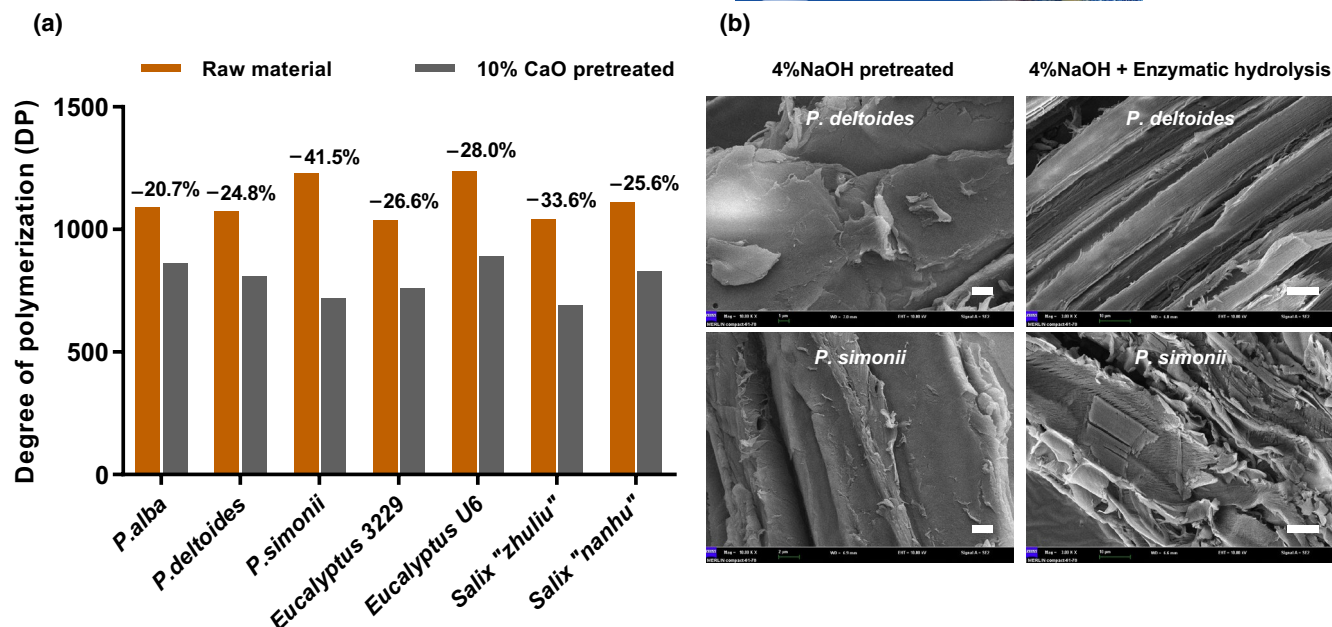 (a)
Raw material
10% CaO pretreated
Degree of polymerization (DP)
1500
1000
500
0
−20.7%
−24.8%
−41.5%
−26.6%
−28.0%
−33.6%
−25.6%
P.alba
P.deltoides
P.simonii
Eucalyptus 3229
Eucalyptus U6
Salix "zhuliu"
Salix "nanhu"
(b)
4%NaOH pretreated
4%NaOH + Enzymatic hydrolysis
P. deltoides
P. deltoides
P. simonii
P. simonii